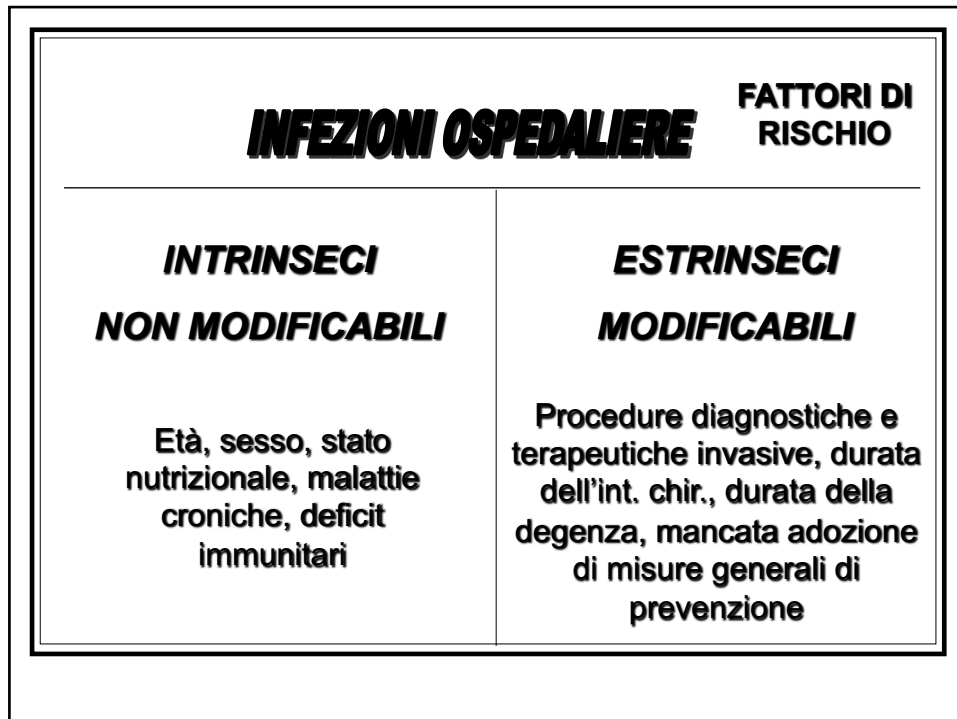 INFEZIONI OSPEDALIERE
FATTORI DI
RISCHIO
INTRINSECI
NON MODIFICABILI
Età, sesso, stato
nutrizionale, malattie
croniche, deficit
immunitari
ESTRINSECI
MODIFICABILI
Procedure diagnostiche e
terapeutiche invasive, durata
dell’int. chir., durata della
degenza, mancata adozione
di misure generali di
prevenzione